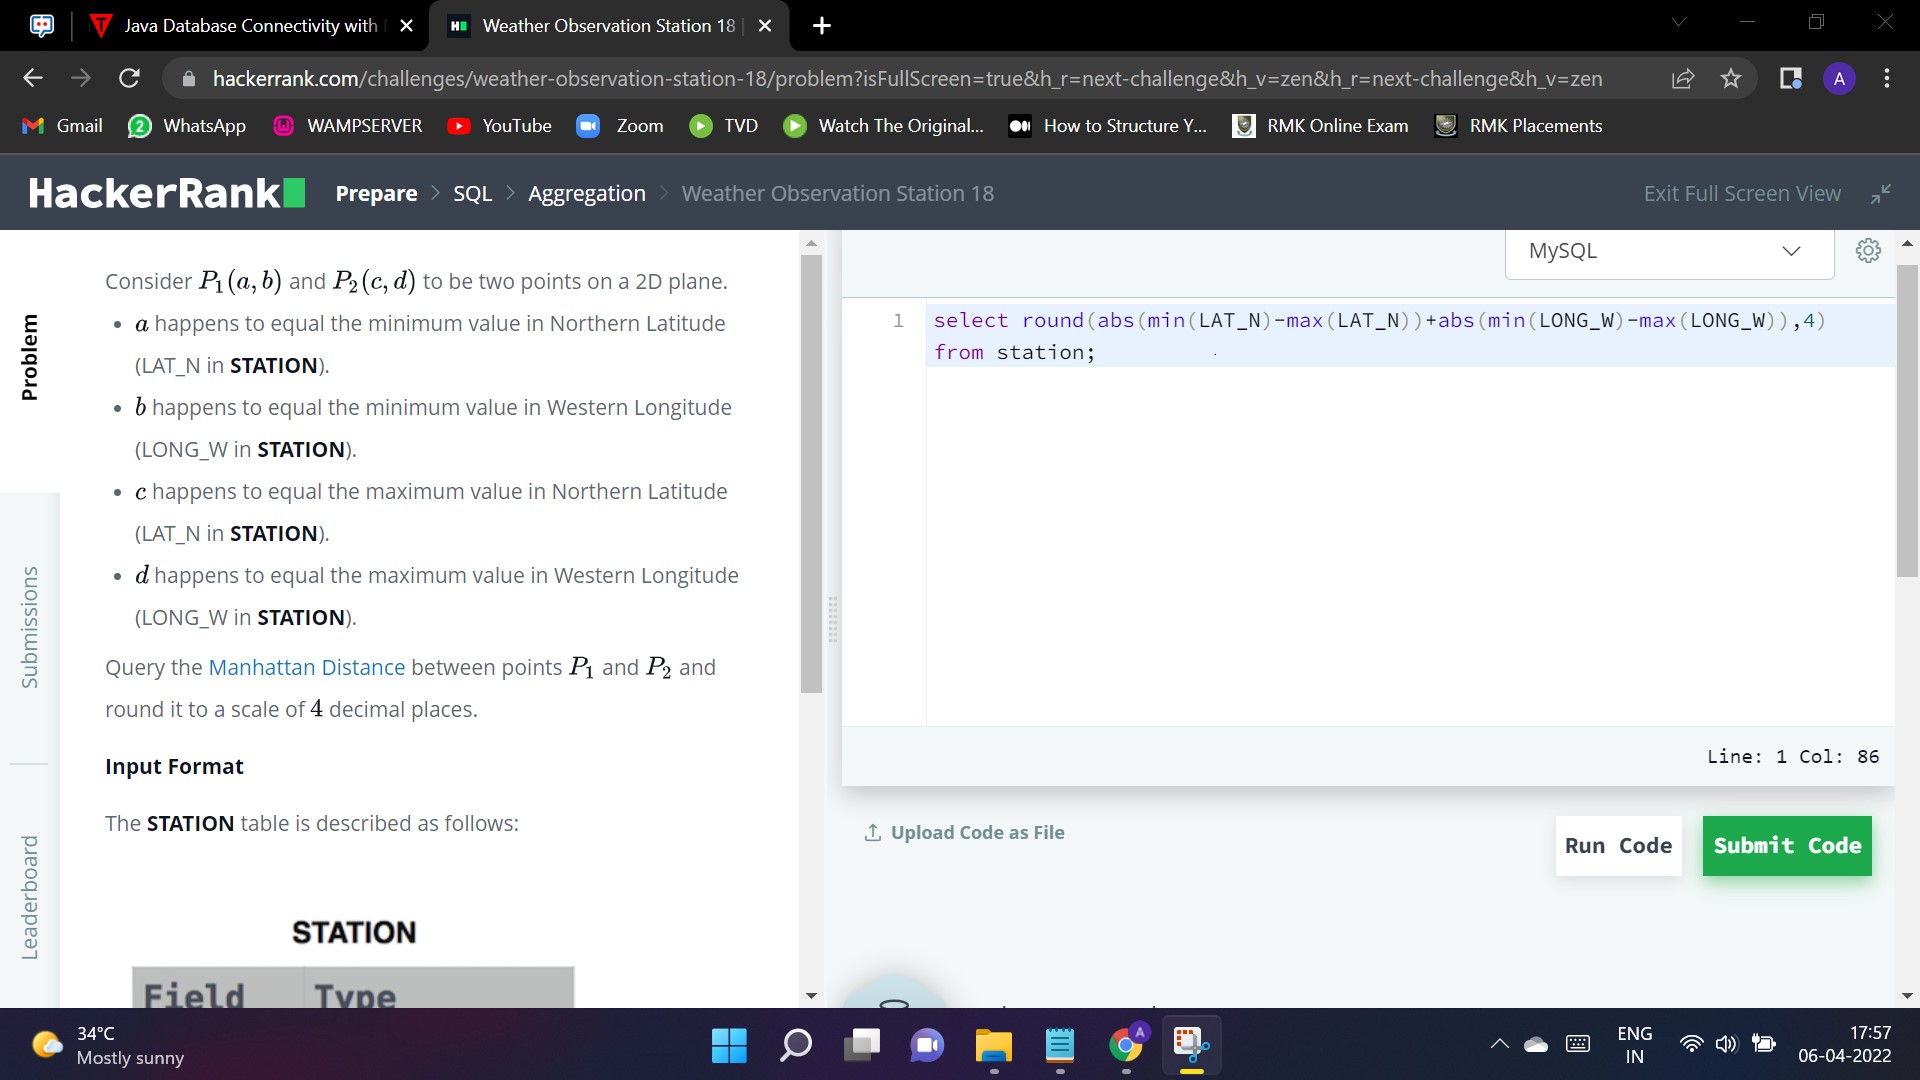 Java Database Connectivity with
Weather Observation Station 18
hackerrank.com/challenges/weather-observation-station-18/problem?isFullScreen=true&h_r=next-challenge&h_v=zen&h_r=next-challenge&h_v=zen
A
Gmail
2
WhatsApp
WAMPSERVER
YouTube
Zoom
TVD
Watch The Original...
How to Structure Y...
RMK Online Exam
RMK Placements
HackerRank
Prepare > SQL > Aggregation > Weather Observation Station 18
Exit Full Screen View
Problem
Submissions
Leaderboard
Consider P₁(a, b) and P₂(c, d) to be two points on a 2D plane.
• a happens to equal the minimum value in Northern Latitude
(LAT_N in STATION).
• b happens to equal the minimum value in Western Longitude
(LONG_W in STATION).
• c happens to equal the maximum value in Northern Latitude
(LAT_N in STATION).
• d happens to equal the maximum value in Western Longitude
(LONG_W in STATION).
Query the Manhattan Distance between points P₁ and P₂ and
round it to a scale of 4 decimal places.
Input Format
The STATION table is described as follows:
STATION
Field Type
MySQL
1 select round(abs(min(LAT_N)-max(LAT_N))+abs(min(LONG_W)-max(LONG_W)),4)
from station;
Line: 1 Col: 86
Upload Code as File
Run Code
Submit Code
34°C
Mostly sunny
A
ENG
IN
17:57
06-04-2022